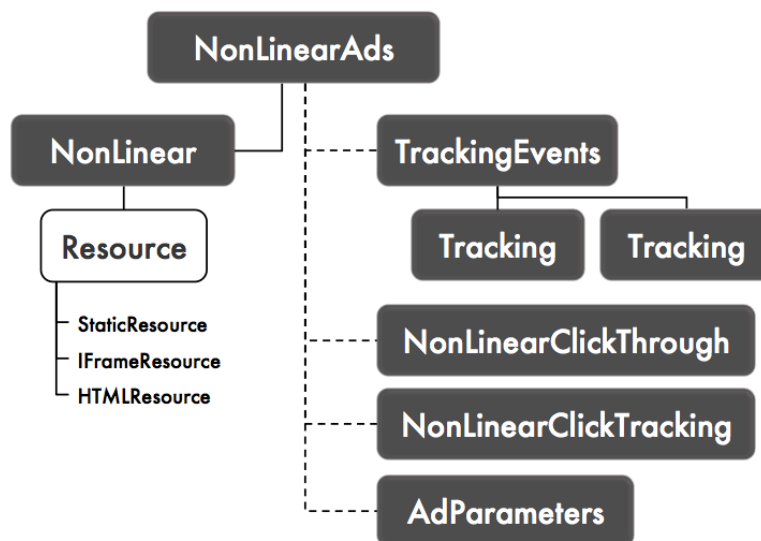 NonLinearAds
NonLinear
TrackingEvents
Resource
Tracking
Tracking
StaticResource
IFrameResource
HTMLResource
NonLinearClickThrough
NonLinearClickTracking
AdParameters